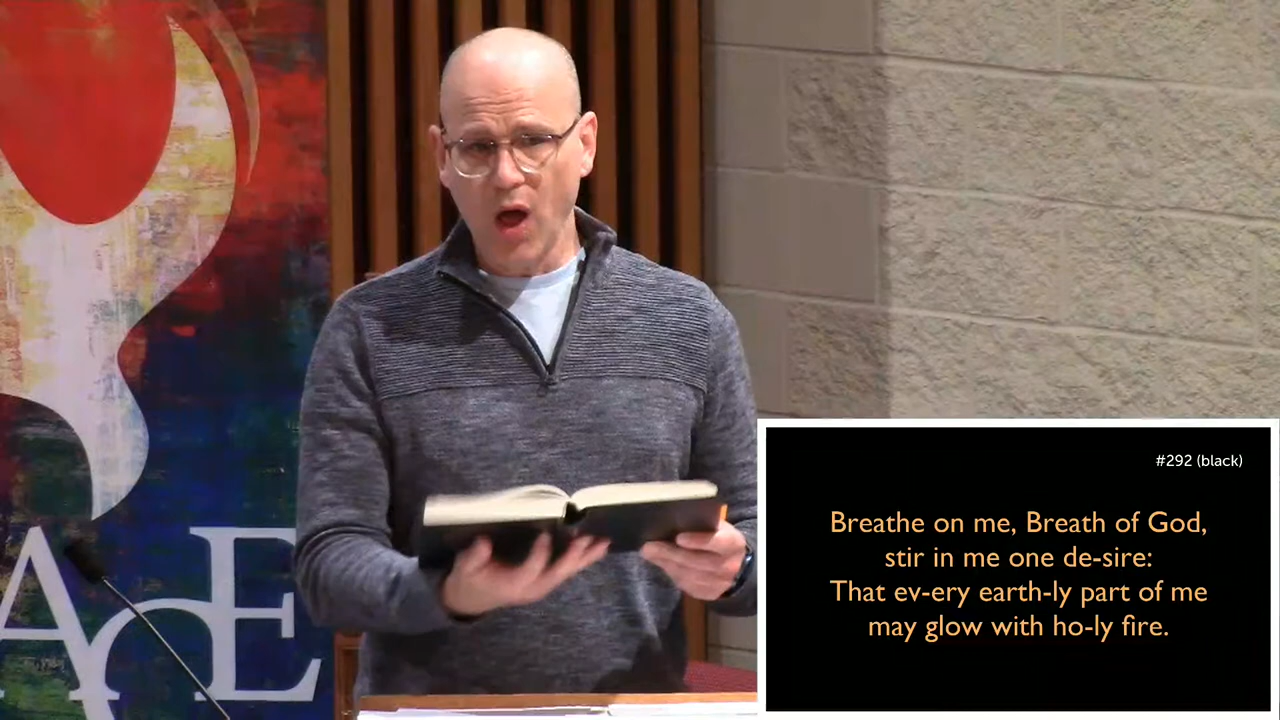 #292 (black)
Breathe on me, Breath of God,
stir in me one de-sire:
That ev-ery earth-ly part of me
may glow with ho-ly fire.